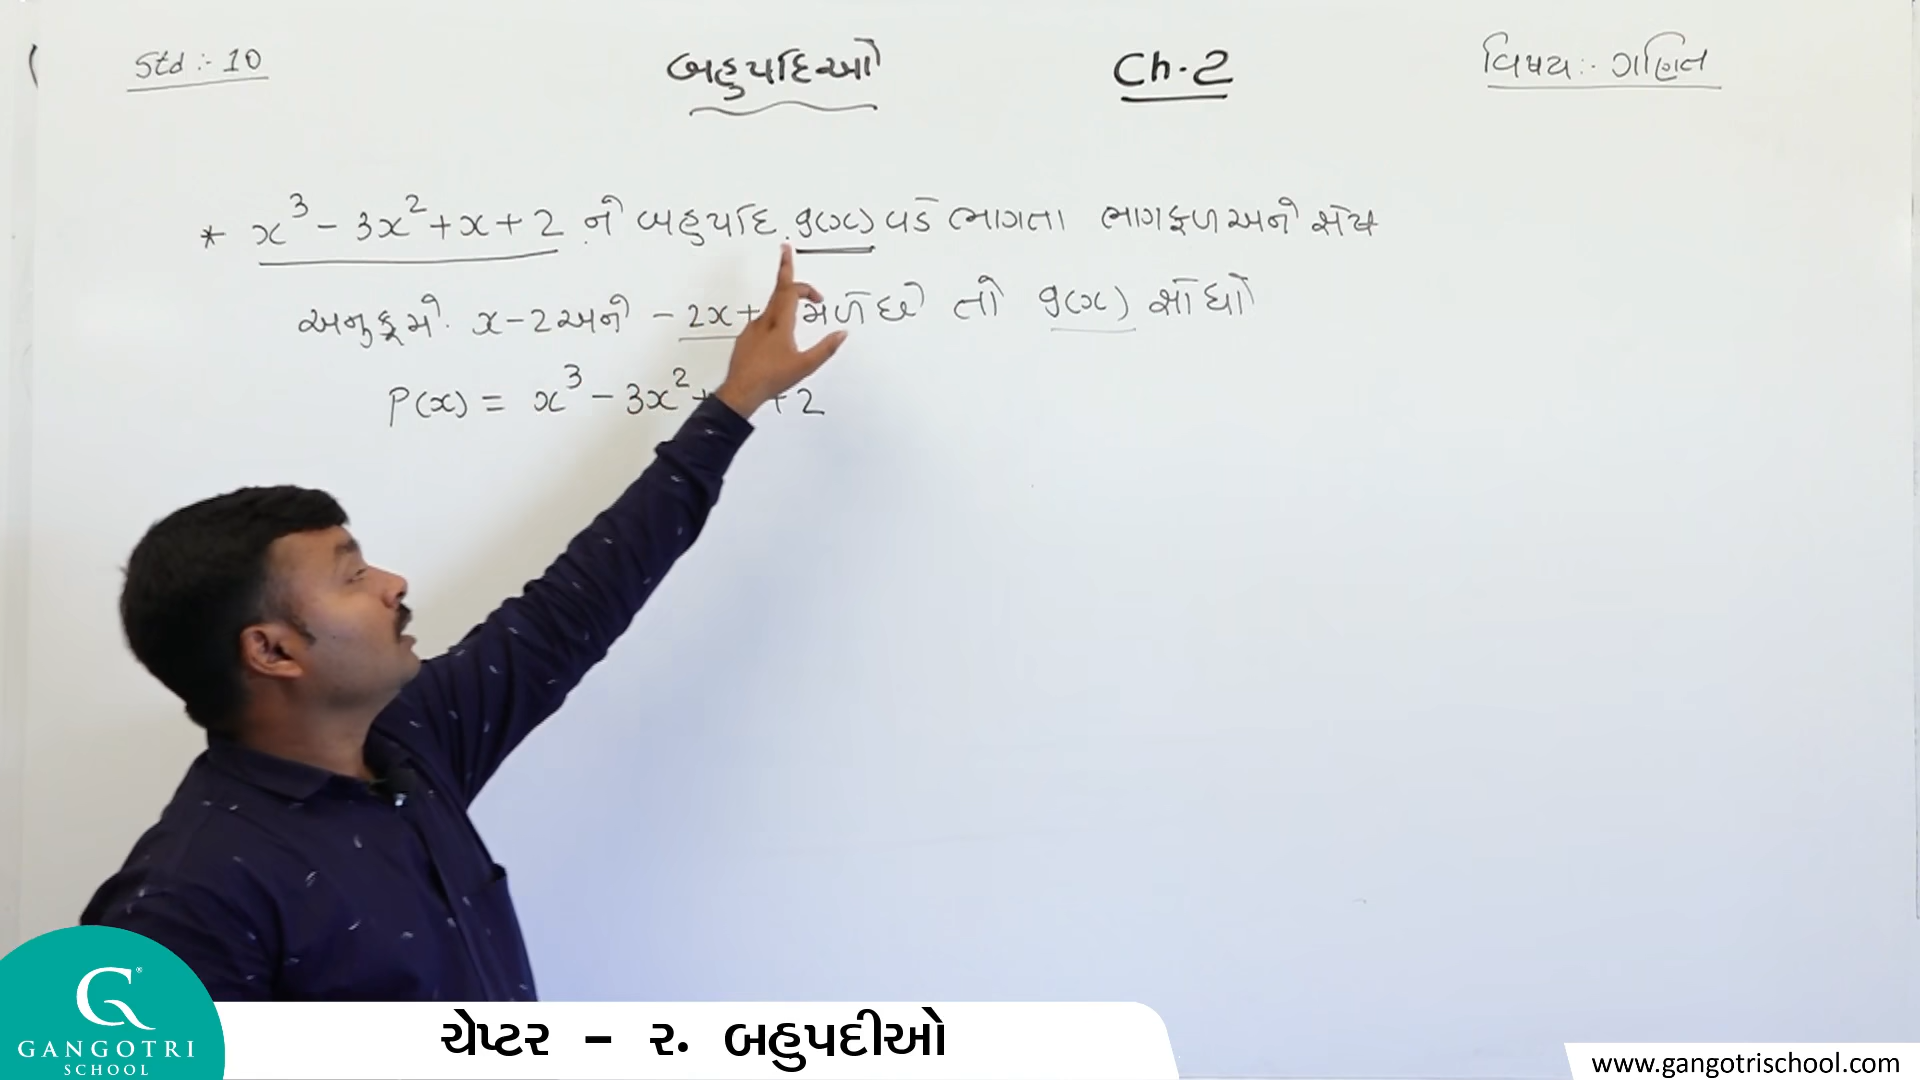 Std :- 10
બહુપદિઓ
Ch.2
વિષય :- ગણિત
* x³ - 3x² + x + 2 ને બહુપદિ g(x) વડે ભાગતા ભાગફળ અને શેષ
અનુક્રમે x - 2 અને - 2x + મળે છે તો g(x) શોધો
P(x) = x³ - 3x² + + 2
GANGOTRI
SCHOOL
ચેપ્ટર – ૨. બહુપદીઓ
www.gangotrischool.com